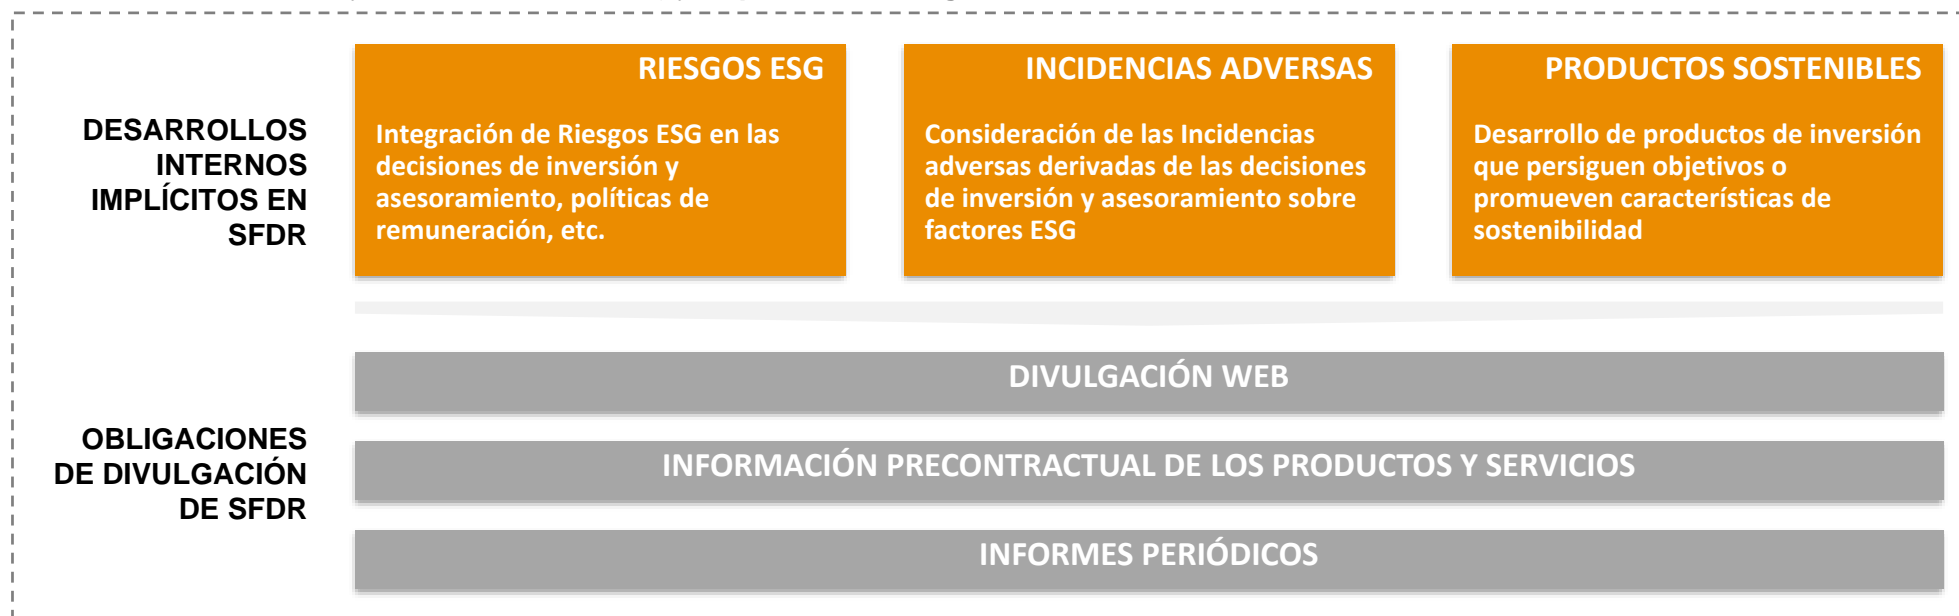 DESARROLLOS
INTERNOS
IMPLÍCITOS EN
SFDR
RIESGOS ESG
Integración de Riesgos ESG en las
decisiones de inversión y
asesoramiento, políticas de
remuneración, etc.
INCIDENCIAS ADVERSAS
Consideración de las Incidencias
adversas derivadas de las decisiones
de inversión y asesoramiento sobre
factores ESG
PRODUCTOS SOSTENIBLES
Desarrollo de productos de inversión
que persiguen objetivos o
promueven características de
sostenibilidad
OBLIGACIONES
DE DIVULGACIÓN
DE SFDR
DIVULGACIÓN WEB
INFORMACIÓN PRECONTRACTUAL DE LOS PRODUCTOS Y SERVICIOS
INFORMES PERIÓDICOS